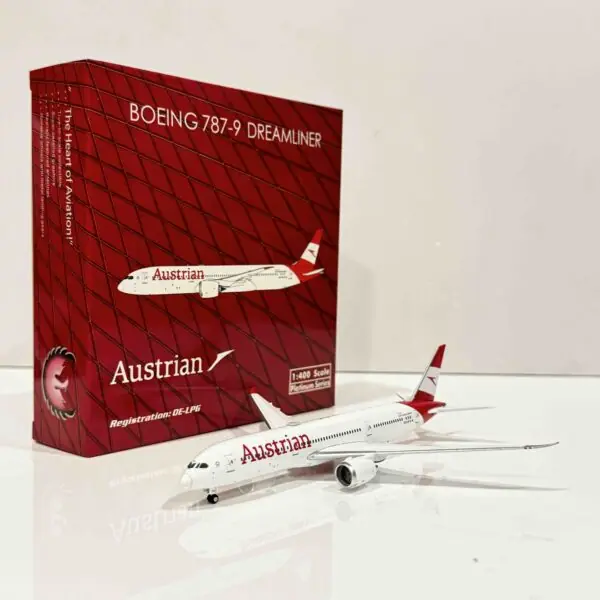 BOEING 787-9 DREAMLINER
"The Heart of Aviation!"
Austrian
Austrian
1:400 Scale
Platinum Series
Registration: OE-LPG
Austrian